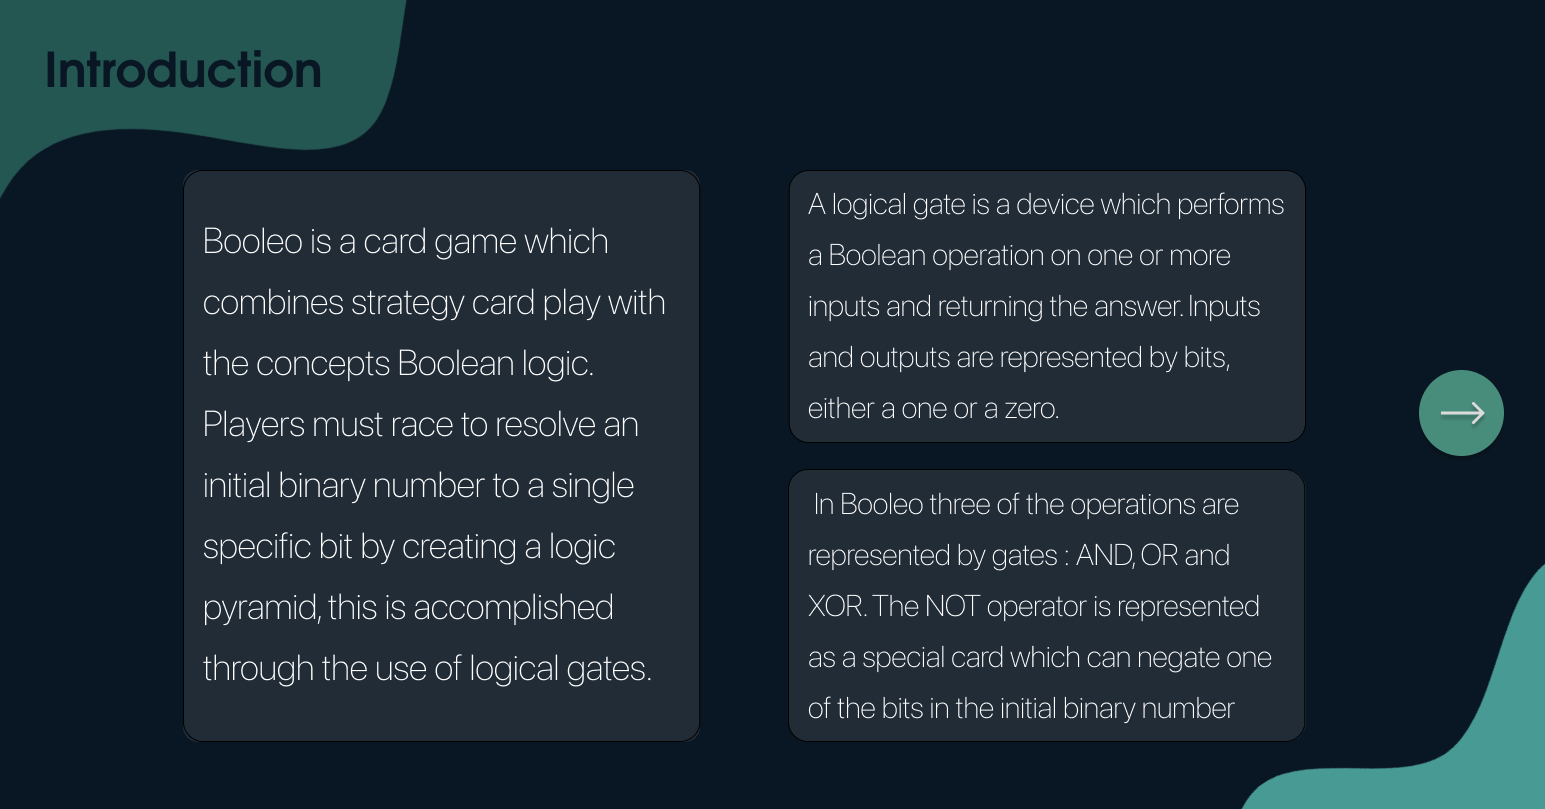 Introduction
Booleo is a card game which
combines strategy card play with
the concepts Boolean logic.
Players must race to resolve an
initial binary number to a single
specific bit by creating a logic
pyramid, this is accomplished
through the use of logical gates.
A logical gate is a device which performs
a Boolean operation on one or more
inputs and returning the answer. Inputs
and outputs are represented by bits,
either a one or a zero.
In Booleo three of the operations are
represented by gates : AND, OR and
XOR. The NOT operator is represented
as a special card which can negate one
of the bits in the initial binary number